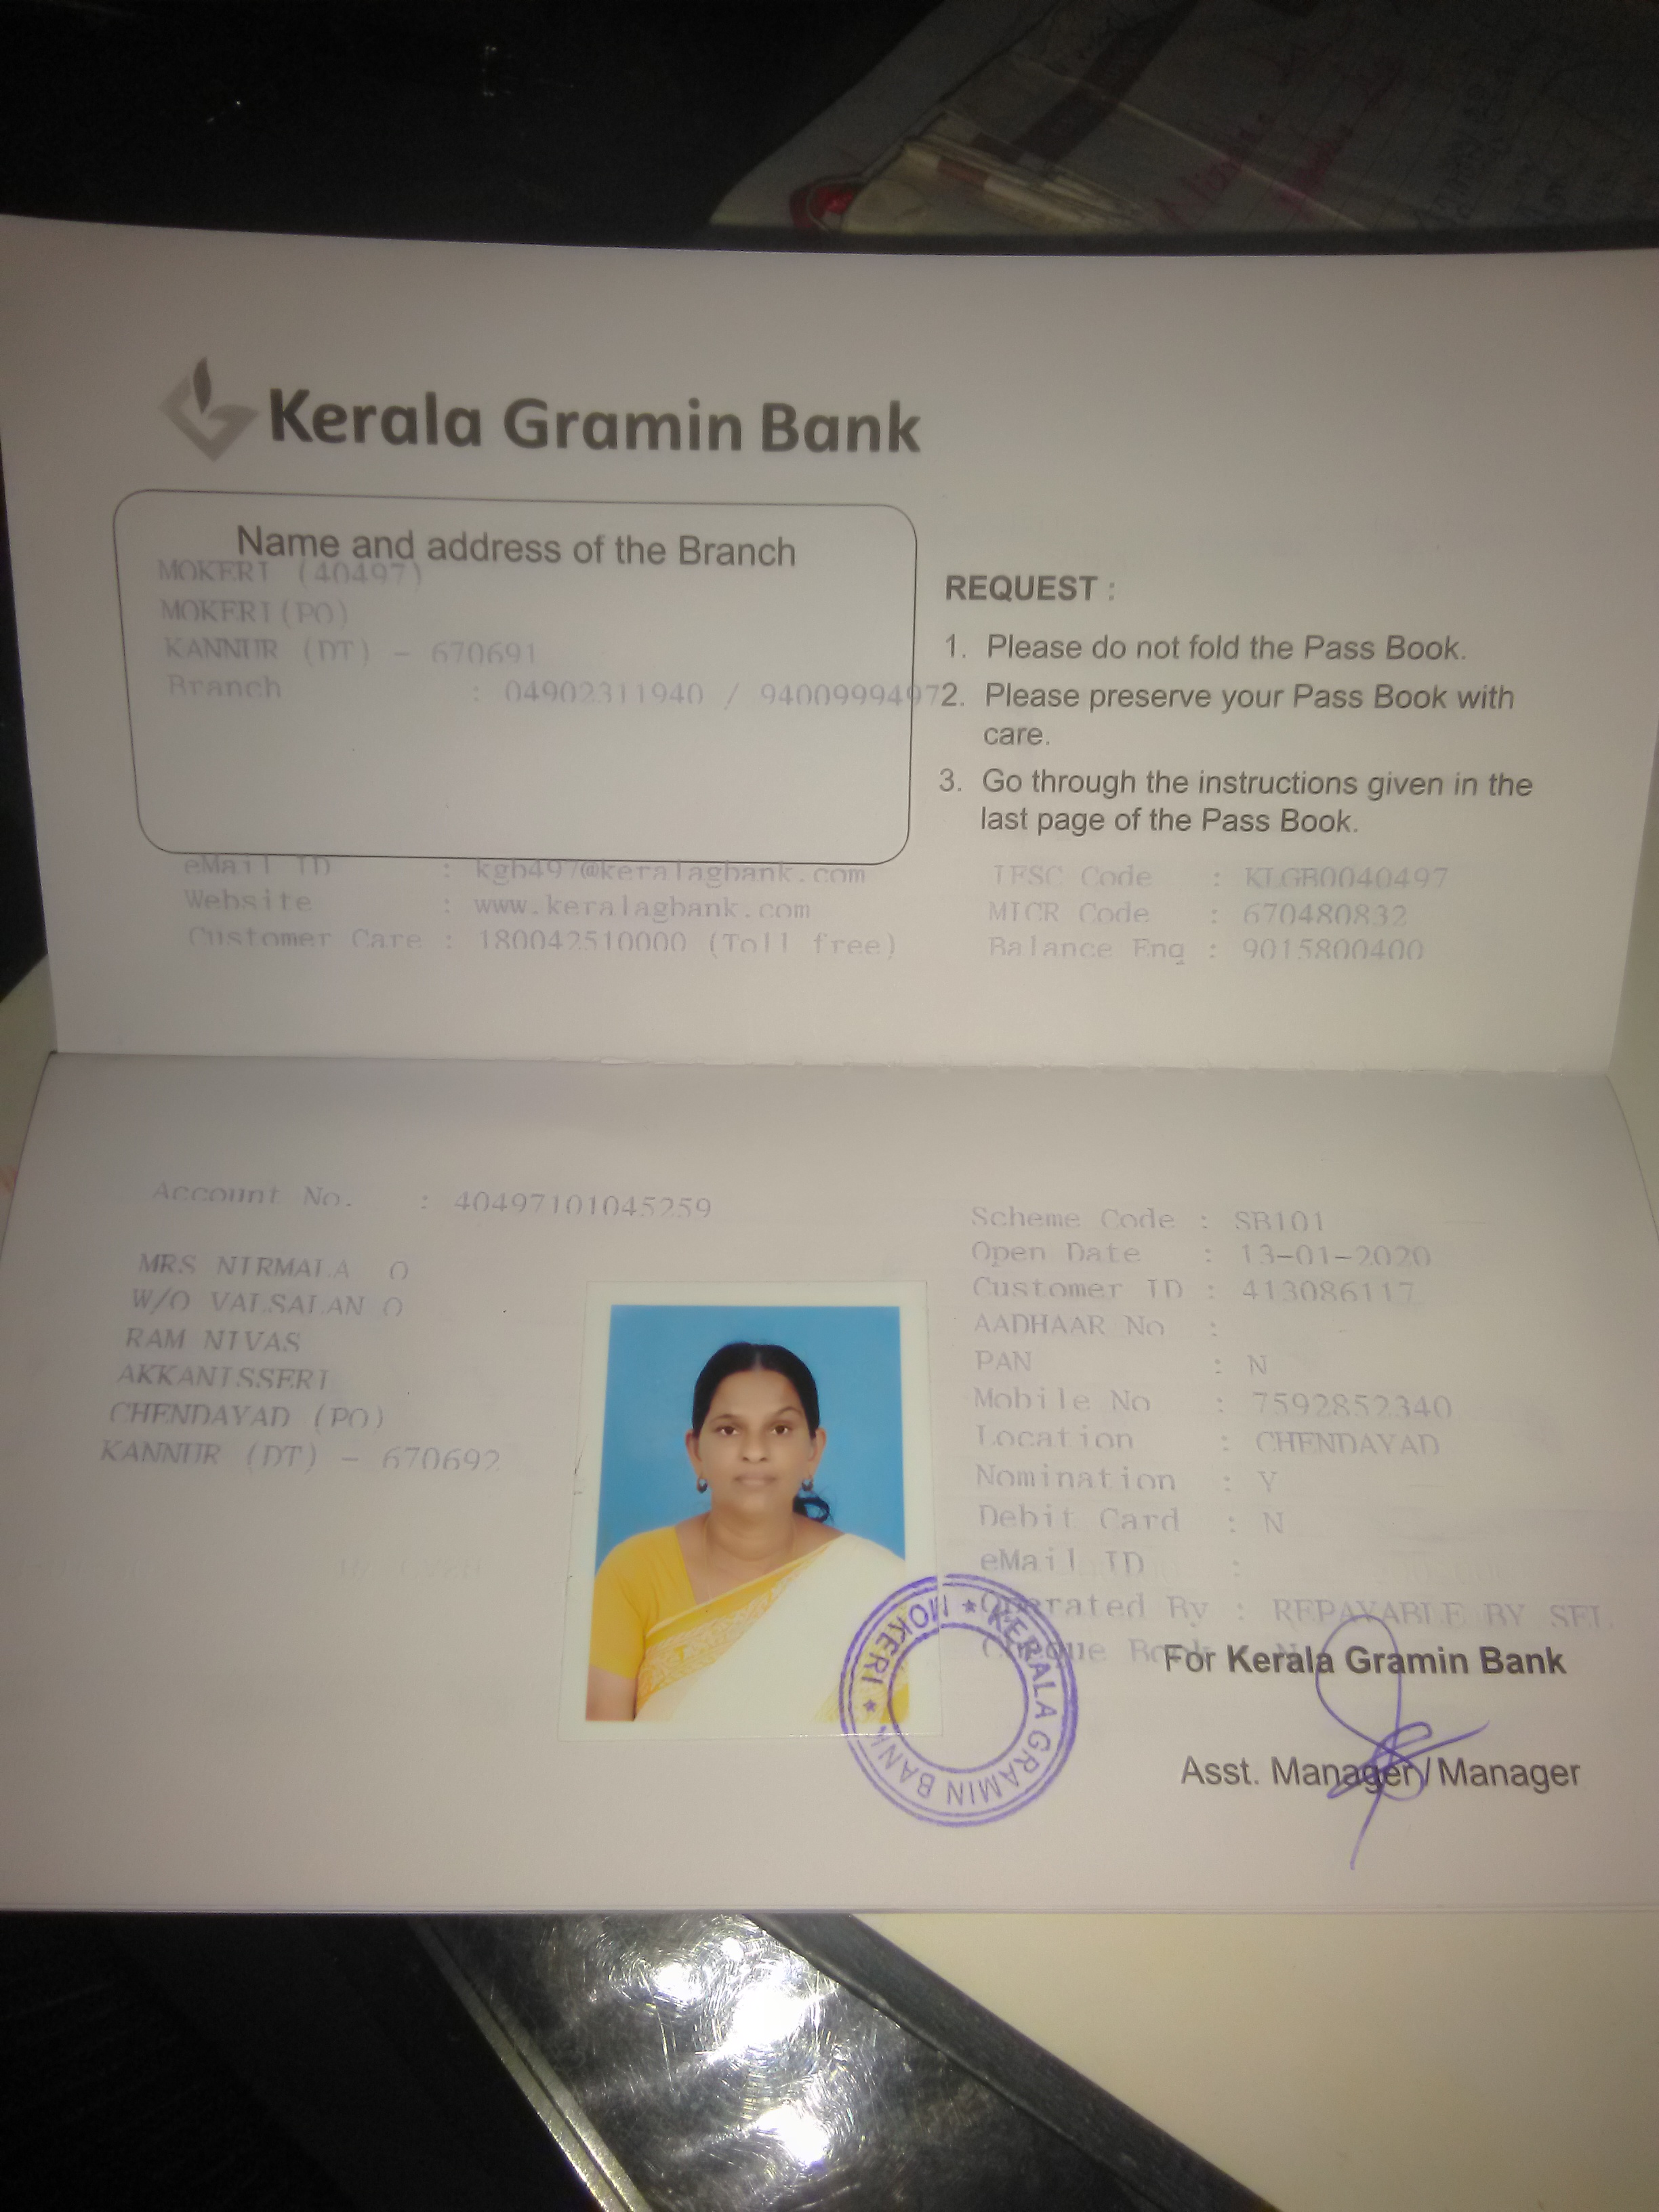 Kerala Gramin Bank
Name and address of the Branch
MOKERI (40497)
MOKERI(PO)
KANNUR (DT) - 670691
Branch : 04902311940 / 9400999497
REQUEST :
1. Please do not fold the Pass Book.
2. Please preserve your Pass Book with
care.
3. Go through the instructions given in the
last page of the Pass Book.
eMail ID : kgb497@keralagbank.com
Website : www.keralagbank.com
Customer Care : 180042510000 (Toll free)
IFSC Code : KLGB0040497
MICR Code : 670480832
Balance Enq : 9015800400
Account No. : 40497101045259
MRS NIRMALA O
W/O VALSALAN O
RAM NIVAS
AKKANISSERI
CHENDAYAD (PO)
KANNUR (DT) - 670692
Scheme Code : SB101
Open Date : 13-01-2020
Customer ID : 413086117
AADHAAR No :
PAN : N
Mobile No : 7592852340
Location : CHENDAYAD
Nomination : Y
Debit Card : N
eMail ID :
Operated By : REPAYABLE BY SEL
Cheque Book : N
For Kerala Gramin Bank
Asst. Manager/Manager
★ KERALA GRAMIN BANK ★ MOKERI